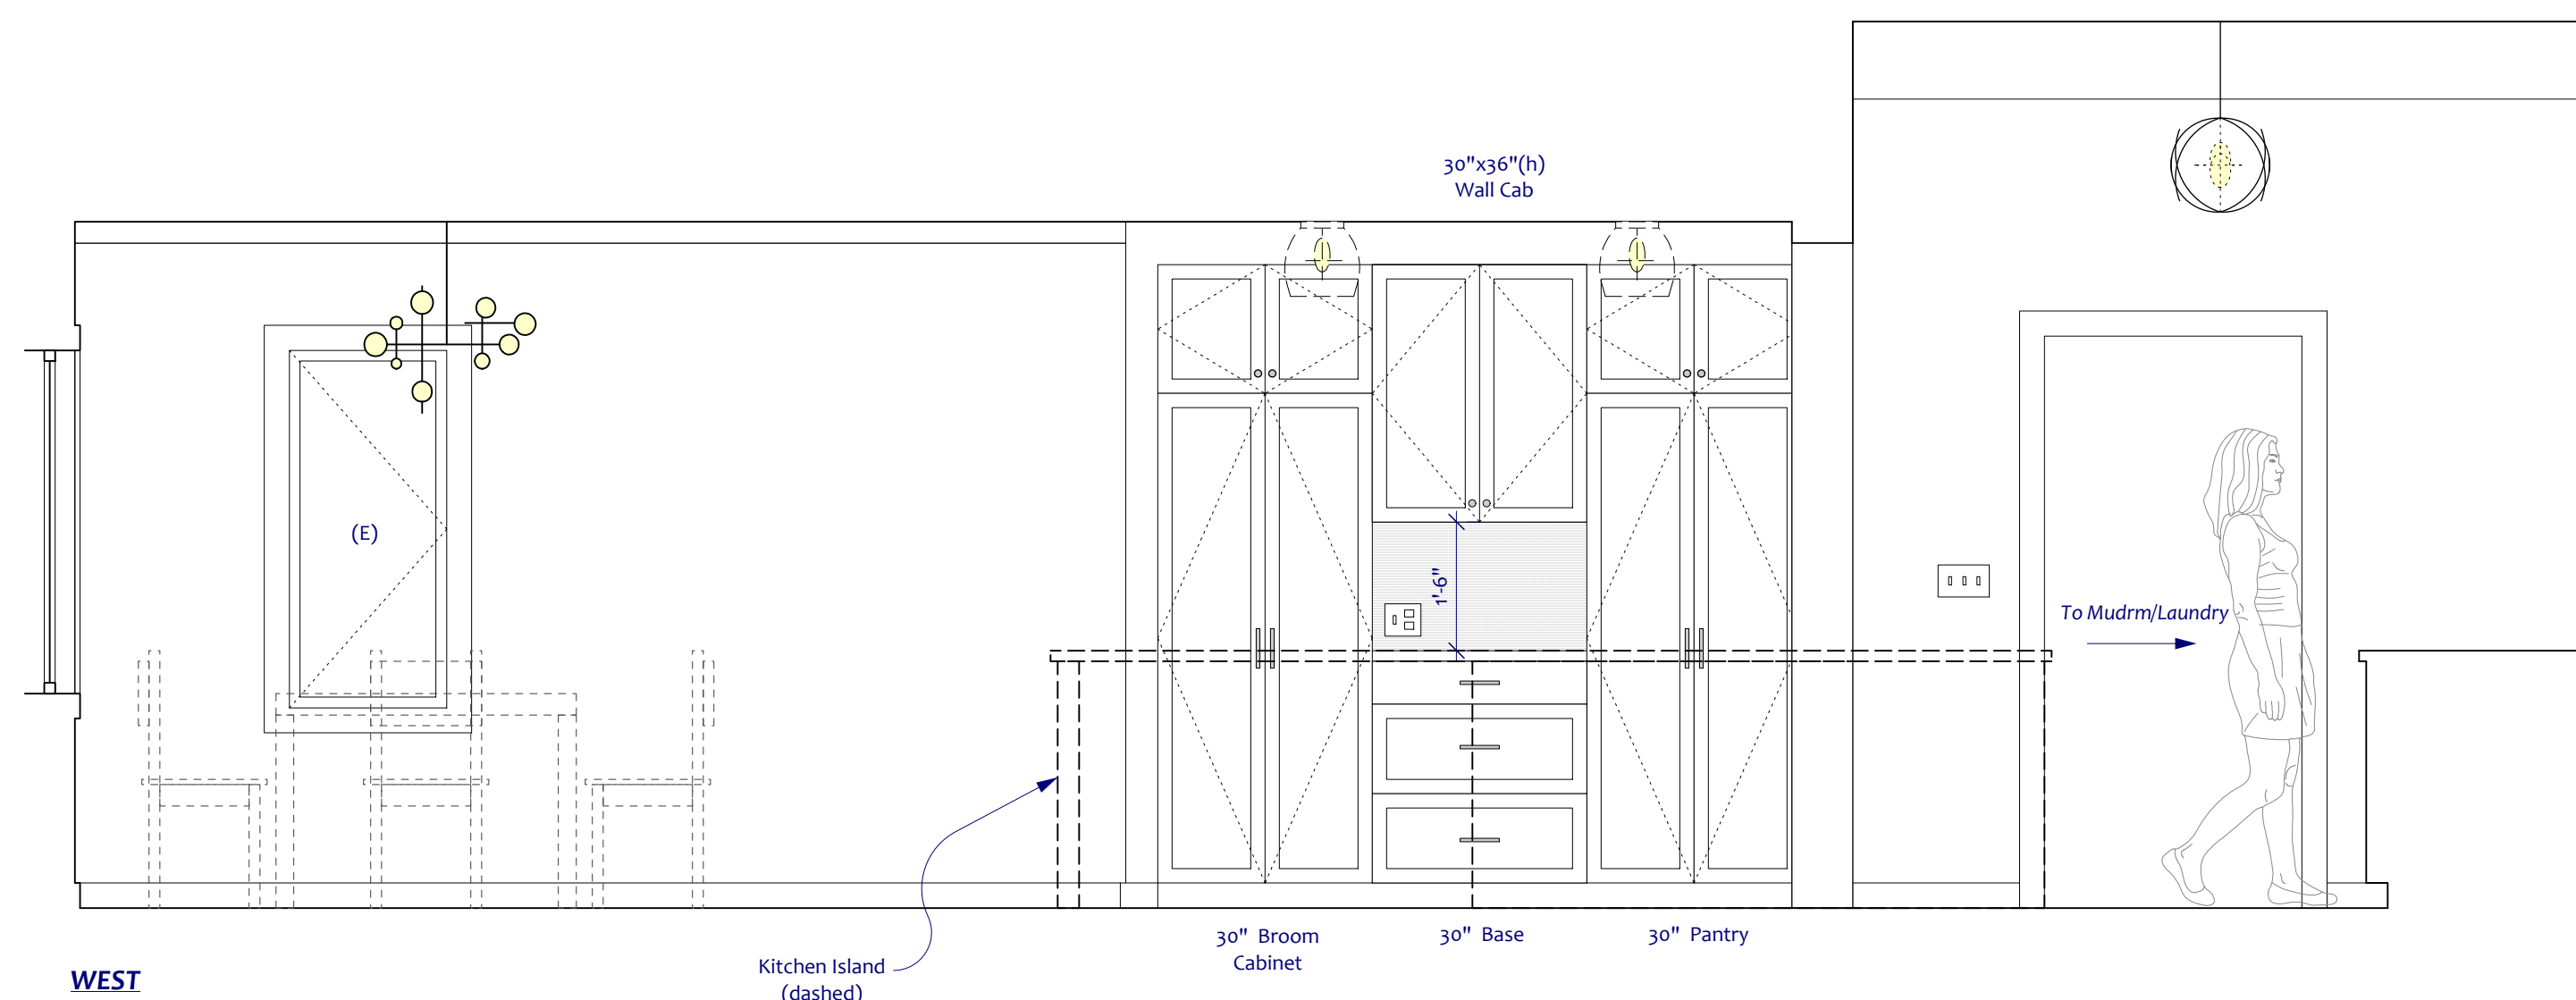 30"x36"(h)
Wall Cab
(E)
1'-6"
To Mudrm/Laundry
30" Broom
Cabinet
30" Base
30" Pantry
Kitchen Island
(dashed)
WEST